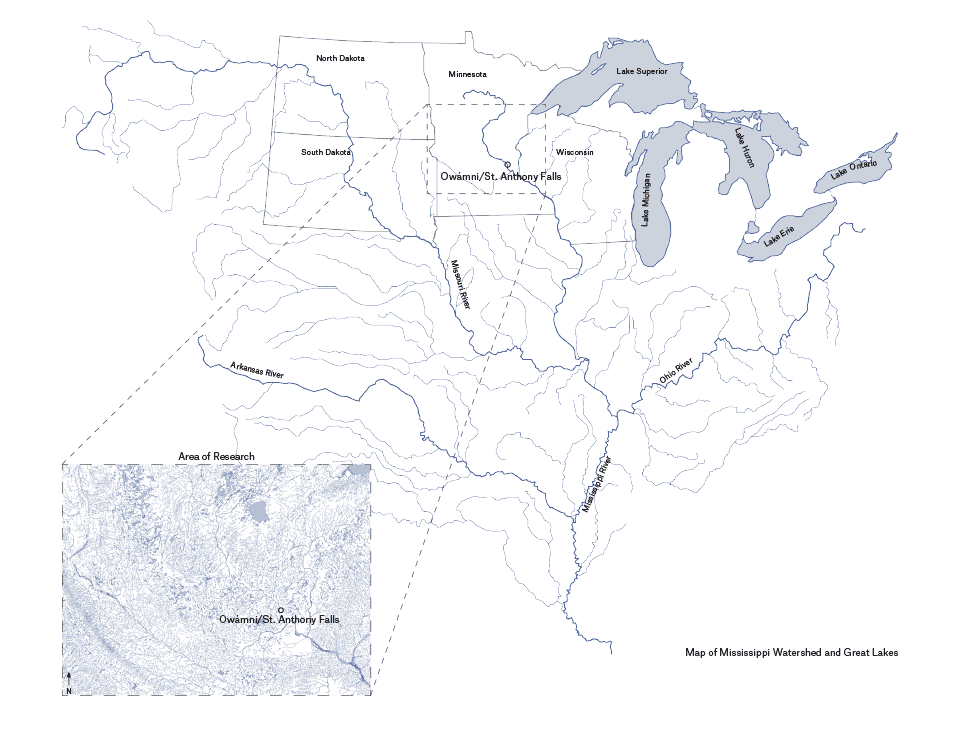 North Dakota
Minnesota
Lake Superior
South Dakota
Wisconsin
Owámni/St. Anthony Falls
Lake Huron
Lake Ontario
Lake Michigan
Lake Erie
Missouri River
Arkansas River
Ohio River
Mississippi River
Area of Research
Owámni/St. Anthony Falls
N
Map of Mississippi Watershed and Great Lakes